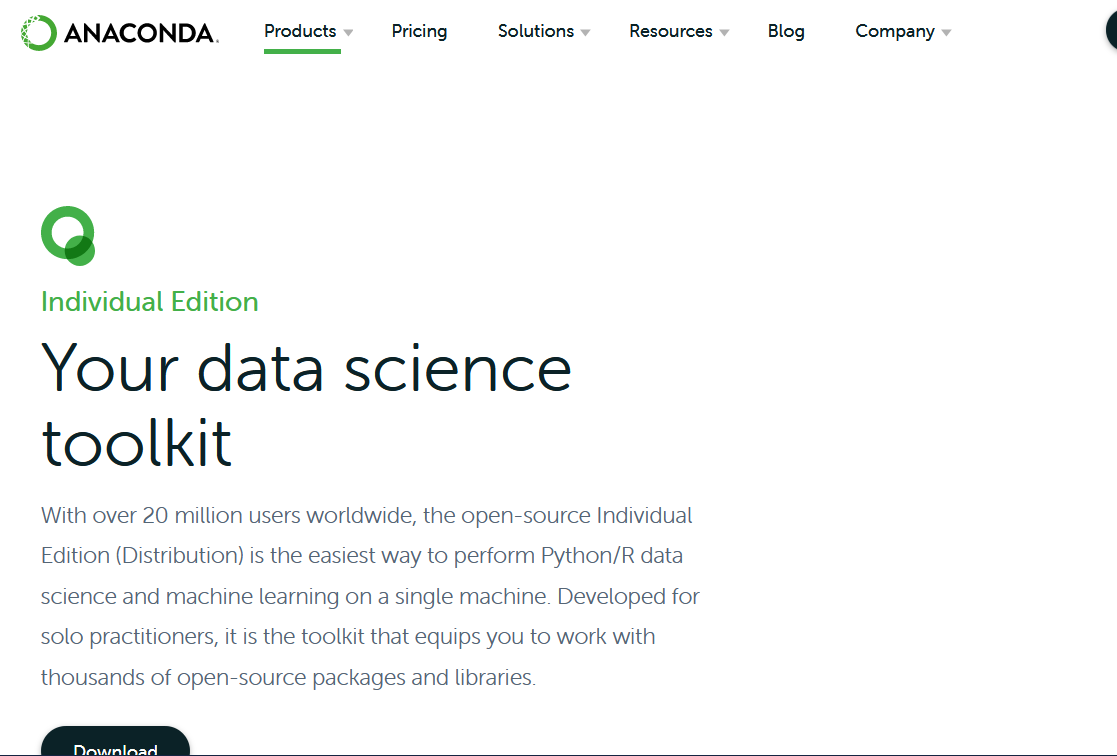 ANACONDA.
Products
Pricing
Solutions
Resources
Blog
Company
Individual Edition
Your data science
toolkit
With over 20 million users worldwide, the open-source Individual
Edition (Distribution) is the easiest way to perform Python/R data
science and machine learning on a single machine. Developed for
solo practitioners, it is the toolkit that equips you to work with
thousands of open-source packages and libraries.
Download